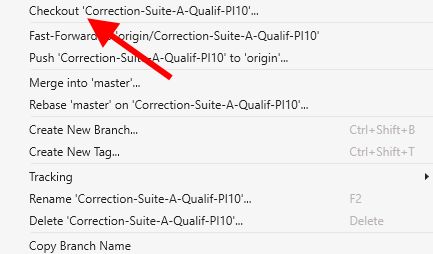 Checkout 'Correction-Suite-A-Qualif-PI10'...
Fast-Forward to 'origin/Correction-Suite-A-Qualif-PI10'
Push 'Correction-Suite-A-Qualif-PI10' to 'origin'...
Merge into 'master'...
Rebase 'master' on 'Correction-Suite-A-Qualif-PI10'...
Create New Branch... Ctrl+Shift+B
Create New Tag... Ctrl+Shift+T
Tracking
Rename 'Correction-Suite-A-Qualif-PI10'... F2
Delete 'Correction-Suite-A-Qualif-PI10'... Delete
Copy Branch Name